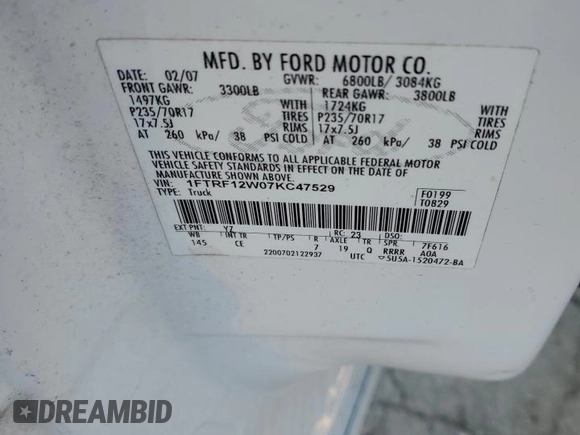 MFD. BY FORD MOTOR CO.
DATE: 02/07 GVWR: 6800LB/ 3084KG
FRONT GAWR: 3300LB REAR GAWR: 3800LB
1497KG WITH 1724KG WITH
P235/70R17 TIRES P235/70R17 TIRES
17x7.5J RIMS 17x7.5J RIMS
AT 260 kPa/ 38 PSI COLD AT 260 kPa/ 38 PSI COLD
THIS VEHICLE CONFORMS TO ALL APPLICABLE FEDERAL MOTOR
VEHICLE SAFETY STANDARDS IN EFFECT ON THE DATE OF
MANUFACTURE SHOWN ABOVE.
VIN: 1FTRF12W07KC47529 F0199
TYPE: Truck T0829
EXT PNT: YZ RC: 23 DSO:
WB TR TP/PS R AXLE TR SPR 7F616
145 CE 7 19 Q RRRR A0A
2200702122937 UTC ▽5U5A-1520472-BA
DREAMBID